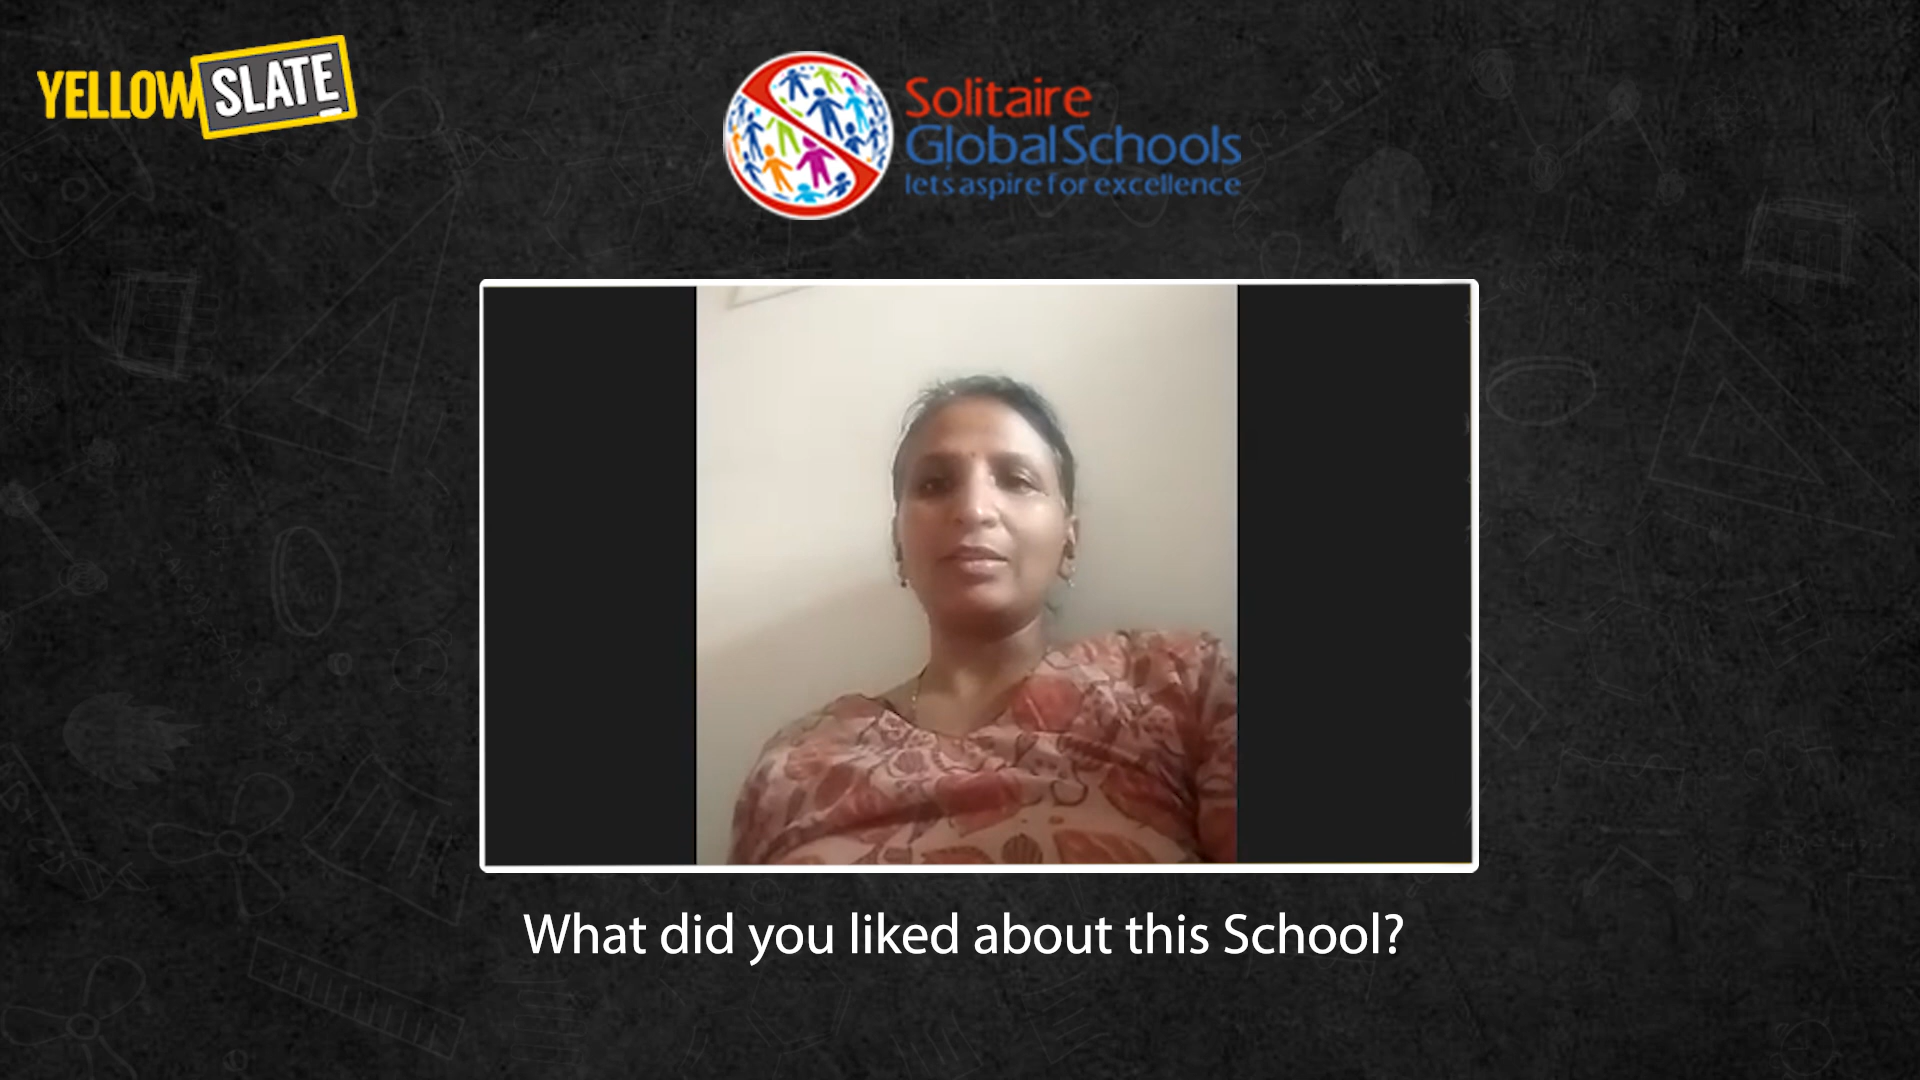 YELLOW SLATE
Solitaire
GlobalSchools
lets aspire for excellence
What did you liked about this School?